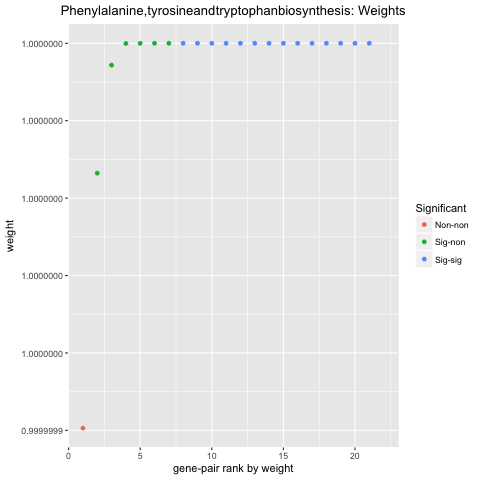 Phenylalanine,tyrosineandtryptophanbiosynthesis: Weights
1.0000000
1.0000000
1.0000000
1.0000000
1.0000000
0.9999999
weight
0 5 10 15 20
gene-pair rank by weight
Significant
Non-non
Sig-non
Sig-sig